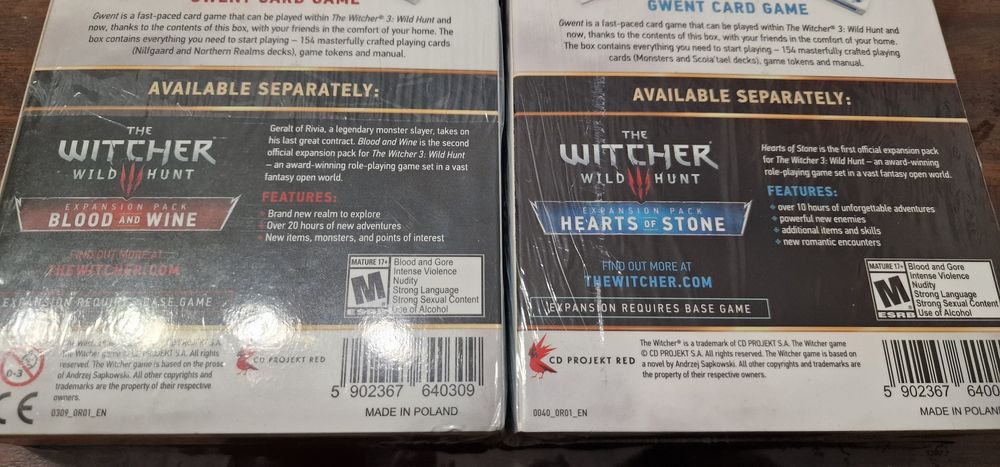 GWENT CARD GAME
Gwent is a fast-paced card game that can be played within The Witcher® 3: Wild Hunt and
now, thanks to the contents of this box, with your friends in the comfort of your home. The
box contains everything you need to start playing – 154 masterfully crafted playing cards
(Nilfgaard and Northern Realms decks), game tokens and manual.
AVAILABLE SEPARATELY:
THE
WITCHER
WILD HUNT
EXPANSION PACK
BLOOD AND WINE
FIND OUT MORE AT
THEWITCHER.COM
EXPANSION REQUIRES BASE GAME
Geralt of Rivia, a legendary monster slayer, takes on
his last great contract. Blood and Wine is the second
official expansion pack for The Witcher 3: Wild Hunt
– an award-winning role-playing game set in a vast
fantasy open world.
FEATURES:
Brand new realm to explore
Over 20 hours of new adventures
New items, monsters, and points of interest
MATURE 17+
M
ESRB
Blood and Gore
Intense Violence
Nudity
Strong Language
Strong Sexual Content
Use of Alcohol
0-3
The Witcher game © CD PROJEKT S.A. All rights
reserved. The Witcher game is based on the prose
of Andrzej Sapkowski. All other copyrights and
trademarks are the property of their respective
owners.
CE
0309_0R01_EN
CD PROJEKT RED
5 902367 640309
MADE IN POLAND
GWENT CARD GAME
Gwent is a fast-paced card game that can be played within The Witcher® 3: Wild Hunt and
now, thanks to the contents of this box, with your friends in the comfort of your home.
The box contains everything you need to start playing – 154 masterfully crafted playing
cards (Monsters and Scoia'tael decks), game tokens and manual.
AVAILABLE SEPARATELY:
THE
WITCHER
WILD HUNT
EXPANSION PACK
HEARTS OF STONE
FIND OUT MORE AT
THEWITCHER.COM
EXPANSION REQUIRES BASE GAME
Hearts of Stone is the first official expansion pack
for The Witcher 3: Wild Hunt – an award-winning
role-playing game set in a vast fantasy open world.
FEATURES:
over 10 hours of unforgettable adventures
powerful new enemies
additional items and skills
new romantic encounters
MATURE 17+
M
ESRB
Blood and Gore
Intense Violence
Nudity
Strong Language
Strong Sexual Content
Use of Alcohol
CD PROJEKT RED
The Witcher® is a trademark of CD PROJEKT S.A. The Witcher game
© CD PROJEKT S.A. All rights reserved. The Witcher game is based on
a novel by Andrzej Sapkowski. All other copyrights and trademarks are
the property of their respective owners.
0040_0R01_EN
5 902367 6400
MADE IN POLAN